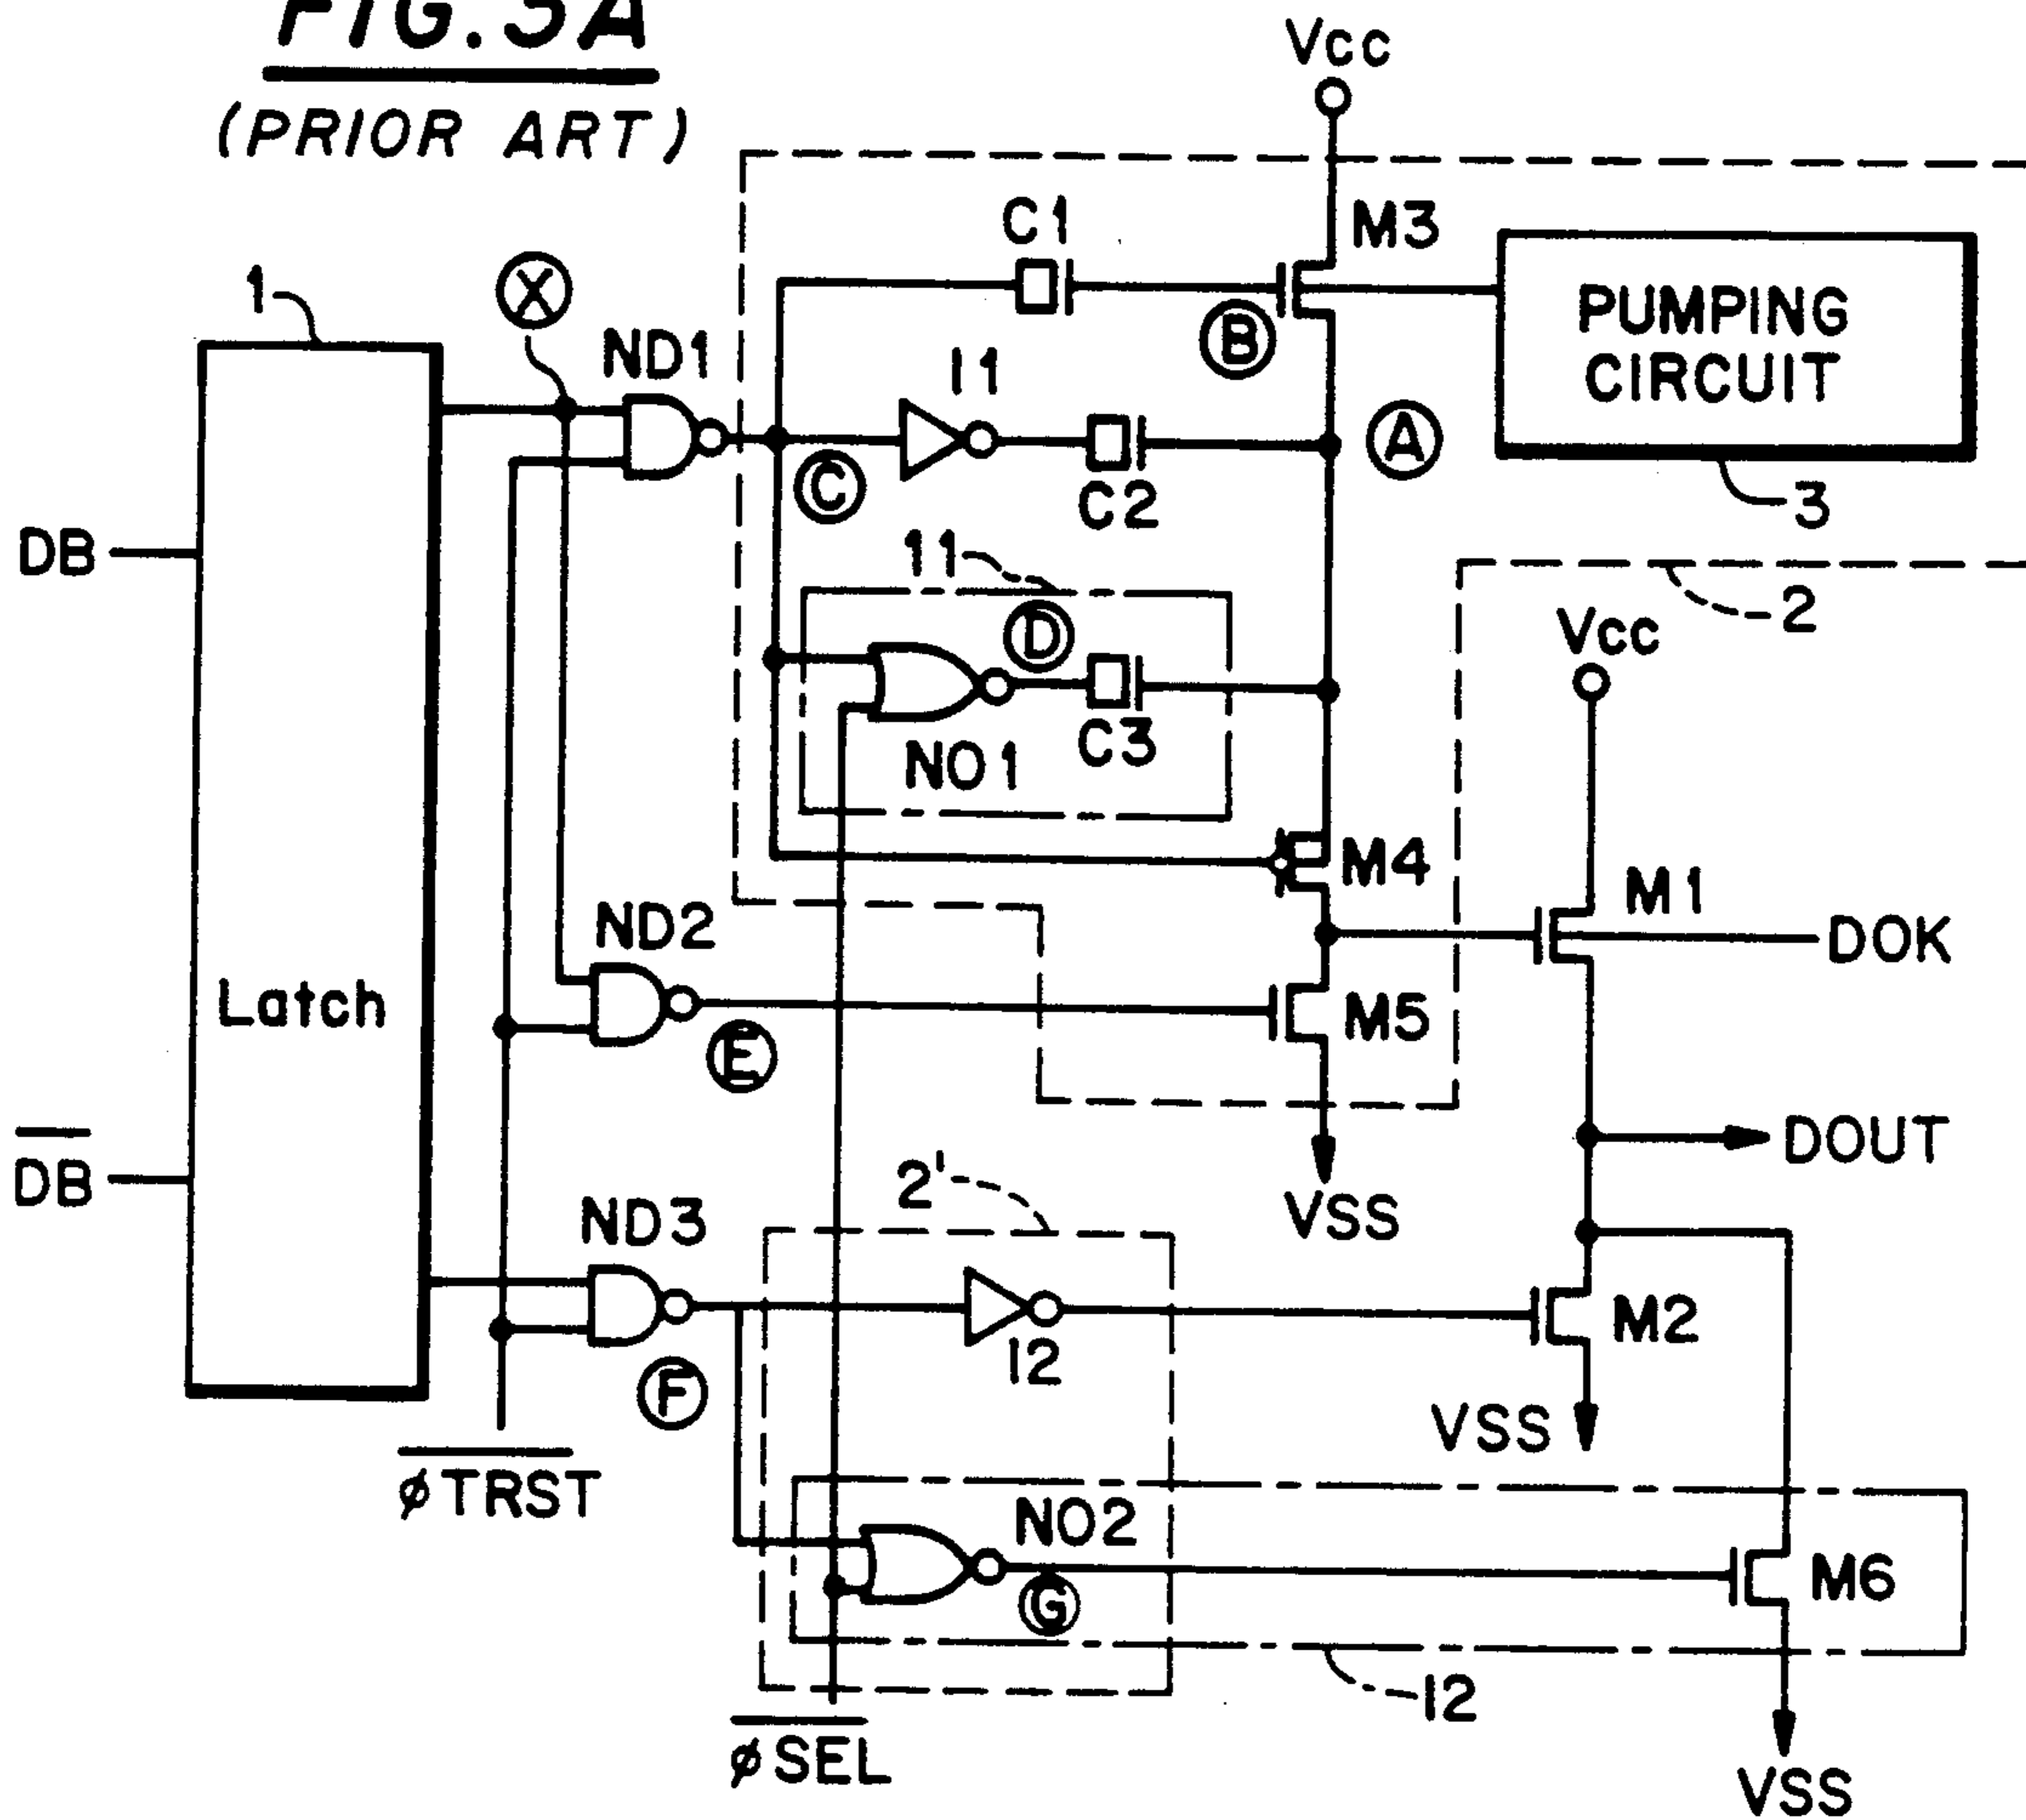 FIG. 3A
(PRIOR ART)
Vcc
C1
M3
1
X
ND1
I1
B
PUMPING
CIRCUIT
A
C
C2
3
DB
11
D
2
Vcc
NO1
C3
M4
M1
ND2
DOK
Latch
M5
E
DOUT
DB
2'
ND3
VSS
M2
I2
F
VSS
φTRST
NO2
M6
G
12
φSEL
VSS